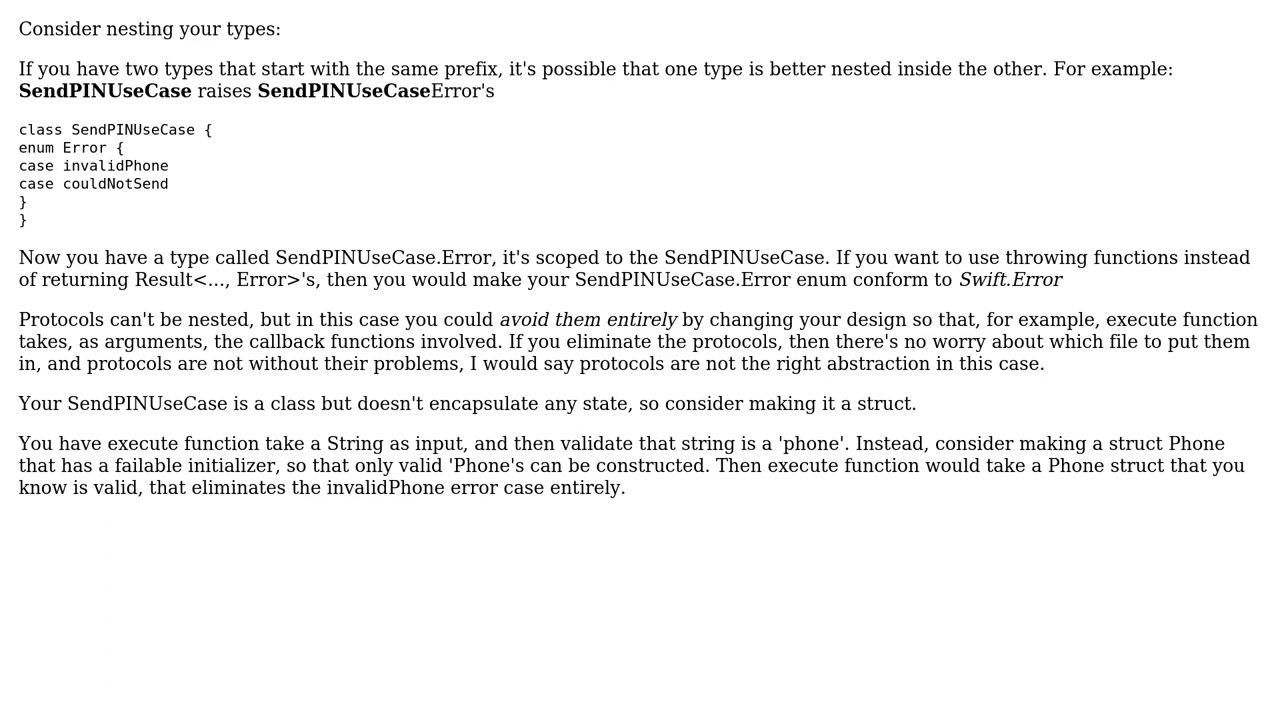 Consider nesting your types:
If you have two types that start with the same prefix, it's possible that one type is better nested inside the other. For example:
SendPINUseCase raises SendPINUseCaseError's
class SendPINUseCase {
enum Error {
case invalidPhone
case couldNotSend
}
}
Now you have a type called SendPINUseCase.Error, it's scoped to the SendPINUseCase. If you want to use throwing functions instead
of returning Result<..., Error>'s, then you would make your SendPINUseCase.Error enum conform to Swift.Error
Protocols can't be nested, but in this case you could avoid them entirely by changing your design so that, for example, execute function
takes, as arguments, the callback functions involved. If you eliminate the protocols, then there's no worry about which file to put them
in, and protocols are not without their problems, I would say protocols are not the right abstraction in this case.
Your SendPINUseCase is a class but doesn't encapsulate any state, so consider making it a struct.
You have execute function take a String as input, and then validate that string is a 'phone'. Instead, consider making a struct Phone
that has a failable initializer, so that only valid 'Phone's can be constructed. Then execute function would take a Phone struct that you
know is valid, that eliminates the invalidPhone error case entirely.